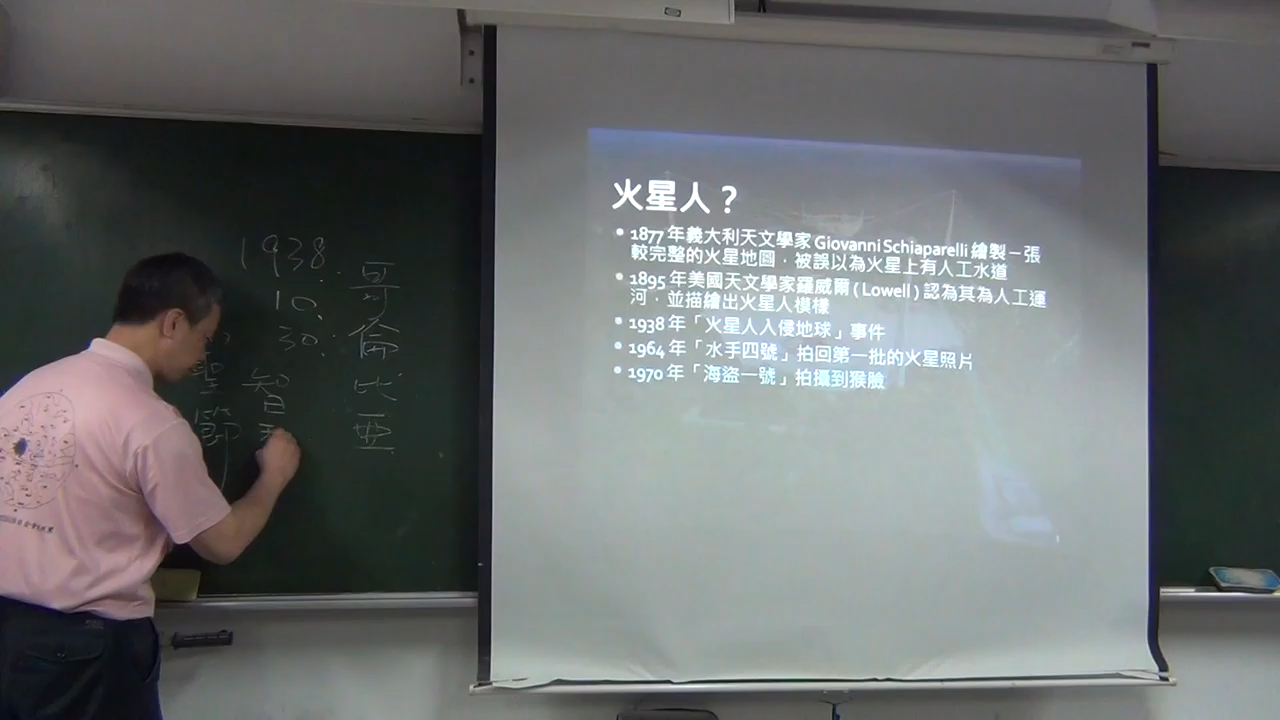 火星人？
• 1877 年義大利天文學家 Giovanni Schiaparelli 繪製一張
較完整的火星地圖，被誤以為火星上有人工水道
• 1895 年美國天文學家羅威爾 ( Lowell ) 認為其為人工運
河，並描繪出火星人模樣
• 1938 年「火星人入侵地球」事件
• 1964 年「水手四號」拍回第一批的火星照片
• 1970 年「海盜一號」拍攝到猴臉
1938.
10、
30.
哥倫比亞
智
聖節